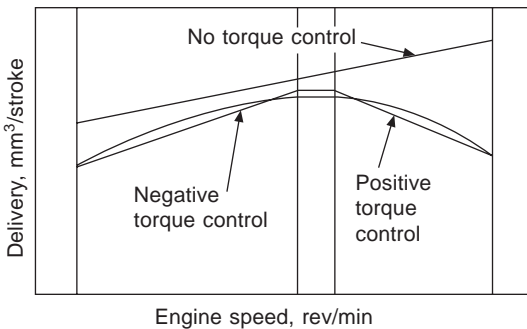 No torque control
Delivery, mm³/stroke
Negative
torque control
Positive
torque
control
Engine speed, rev/min